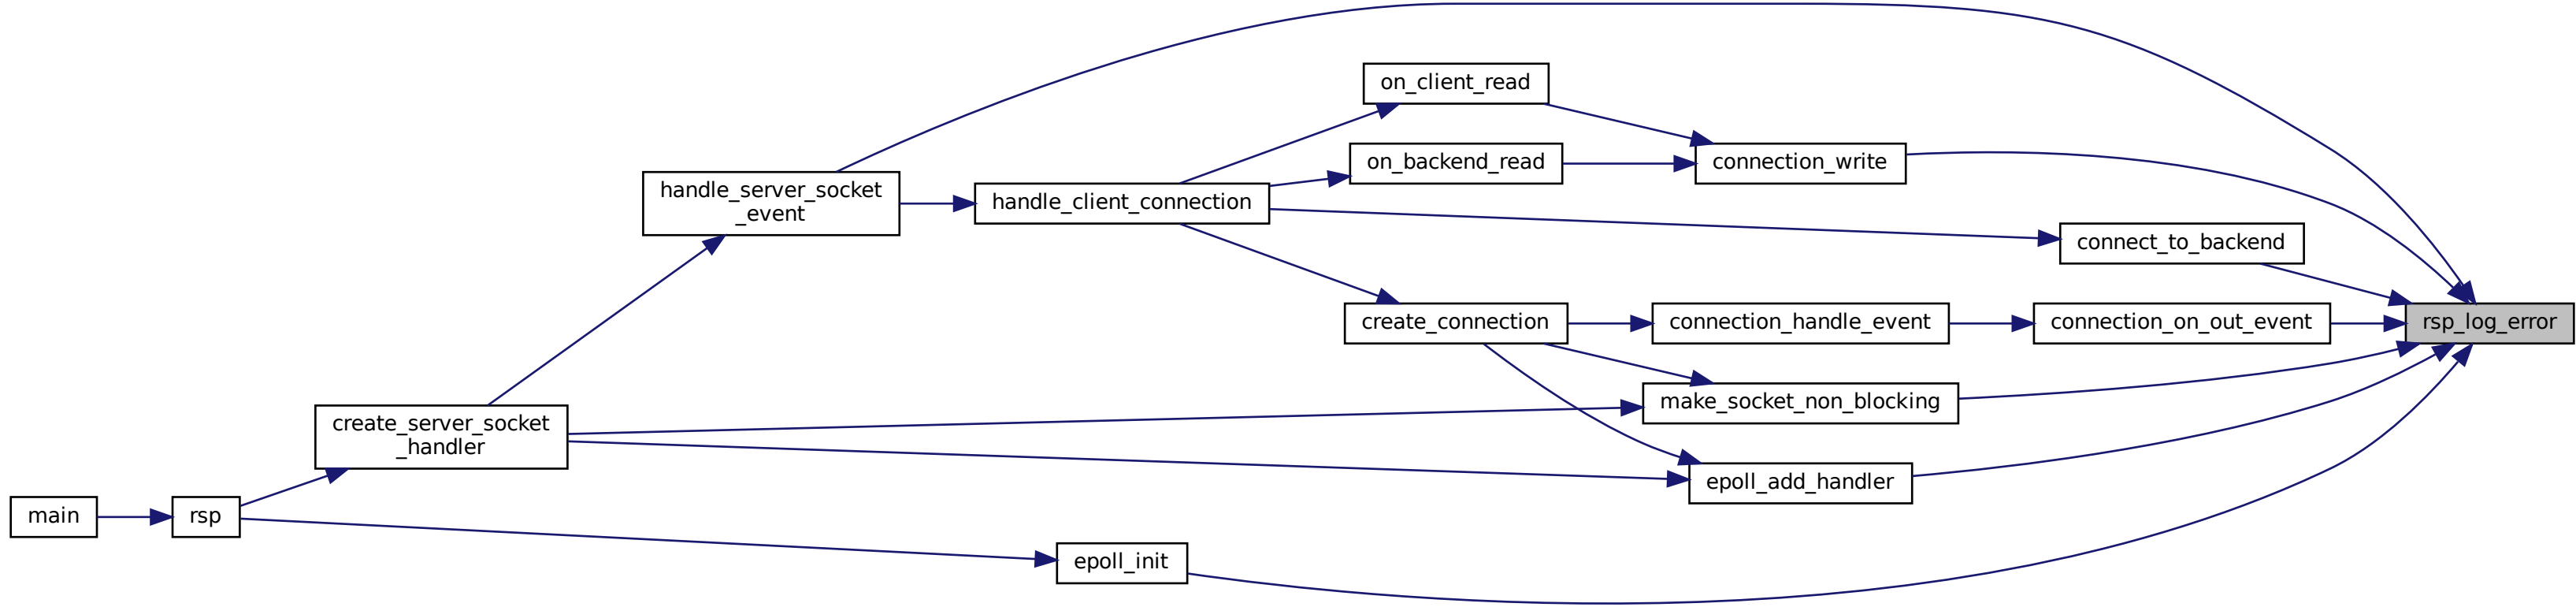 on_client_read
on_backend_read
connection_write
handle_server_socket
_event
handle_client_connection
connect_to_backend
create_connection
connection_handle_event
connection_on_out_event
rsp_log_error
make_socket_non_blocking
create_server_socket
_handler
epoll_add_handler
main
rsp
epoll_init